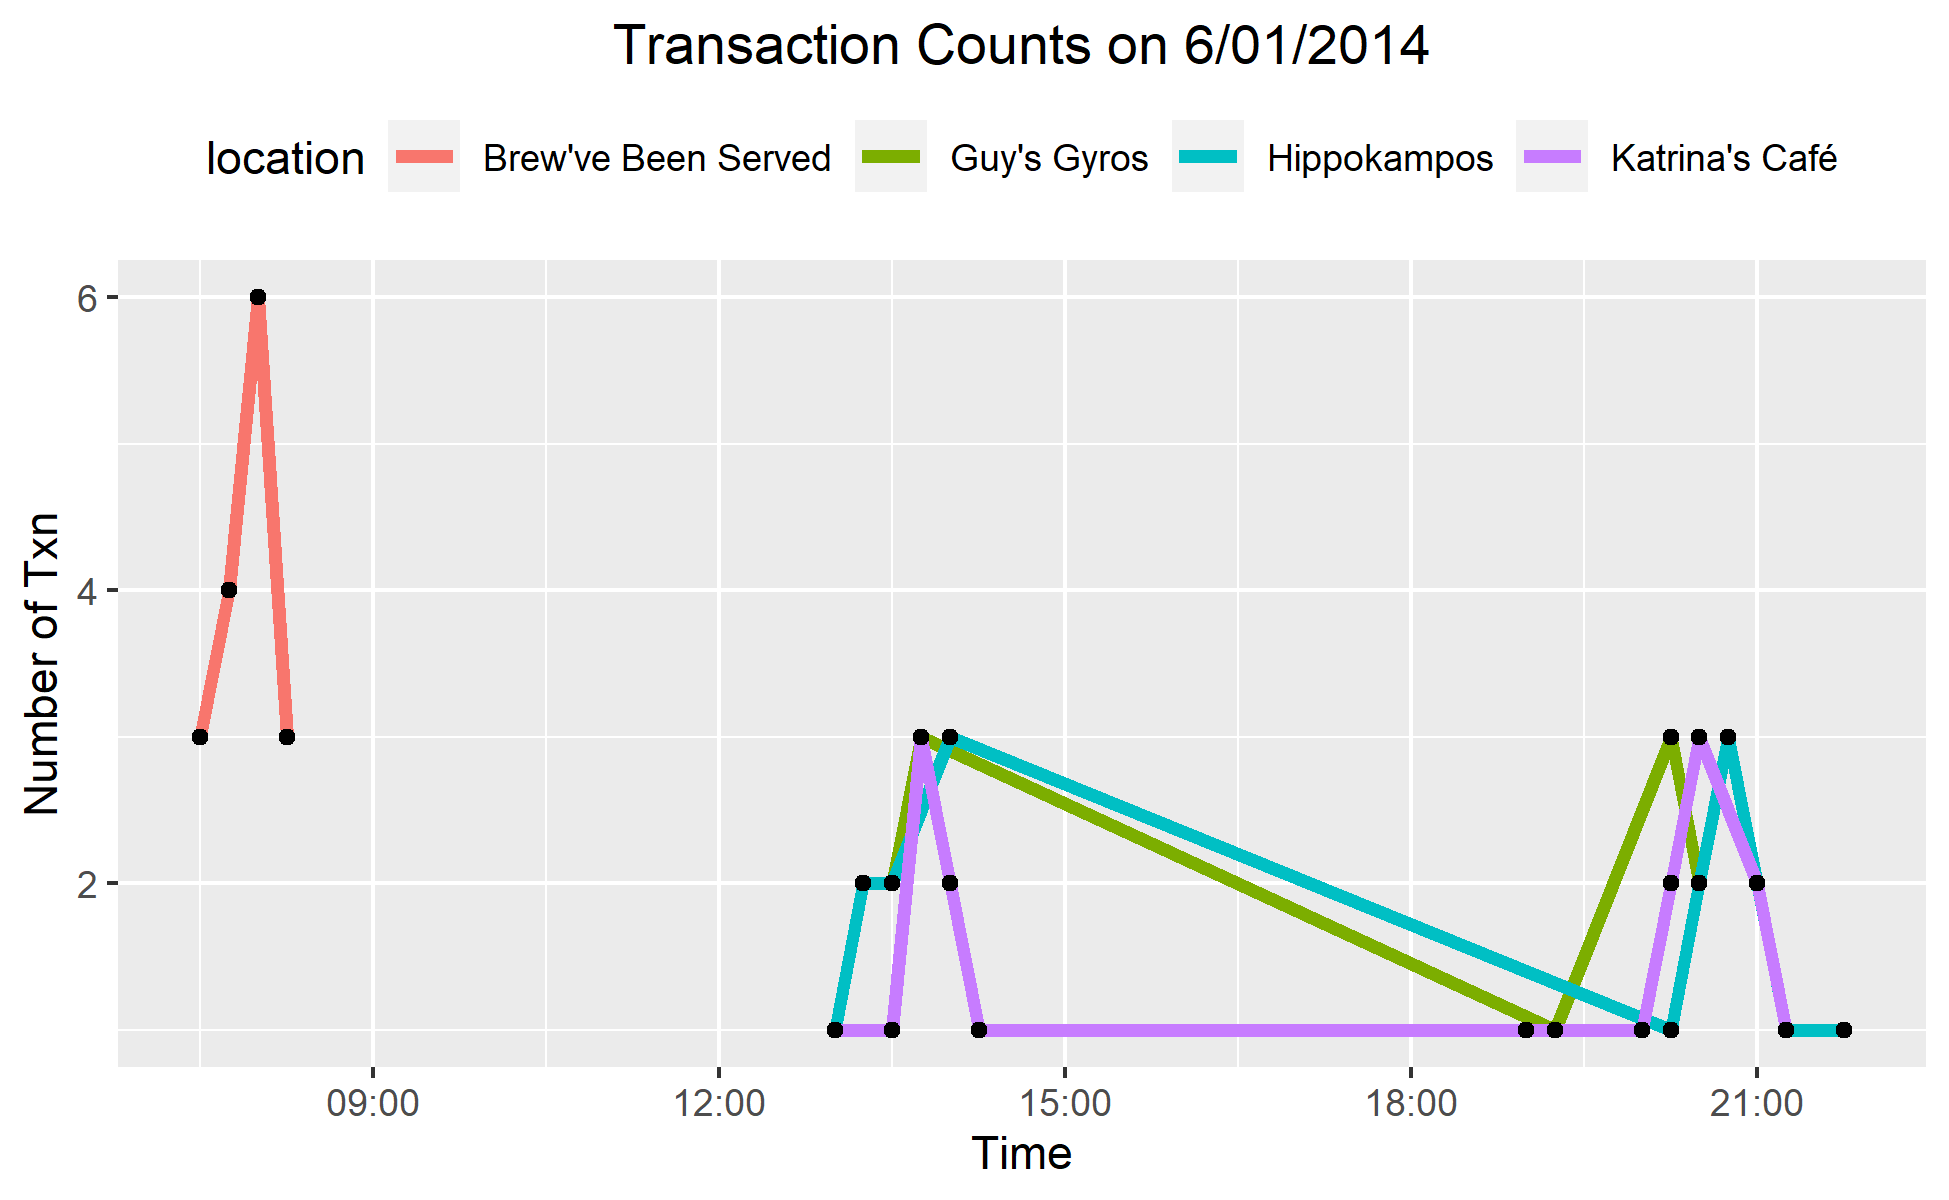 Transaction Counts on 6/01/2014
location Brew've Been Served Guy's Gyros Hippokampos Katrina's Café
6
4
2
Number of Txn
09:00 12:00 15:00 18:00 21:00
Time